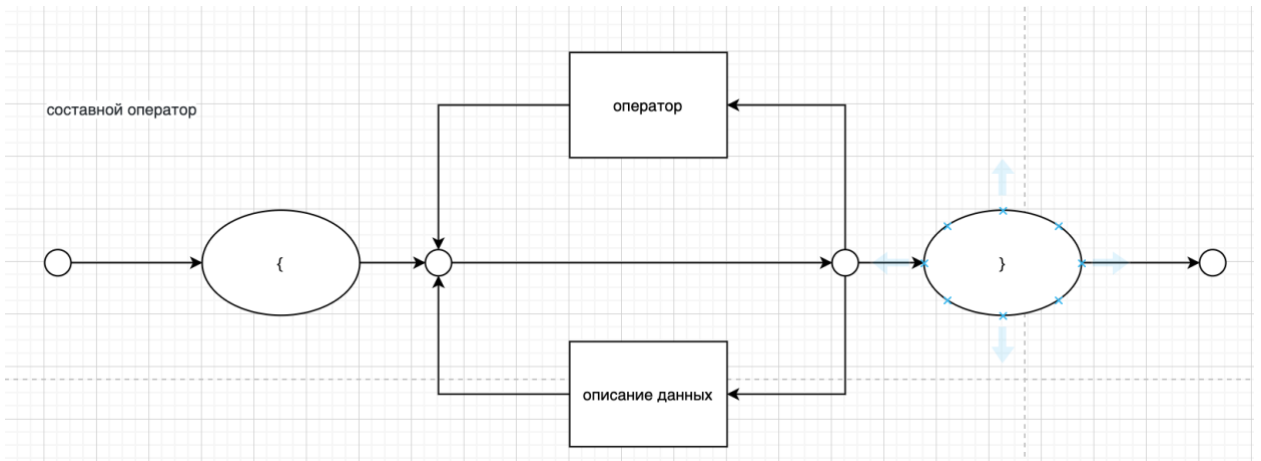 оператор
составной оператор
{
}
описание данных